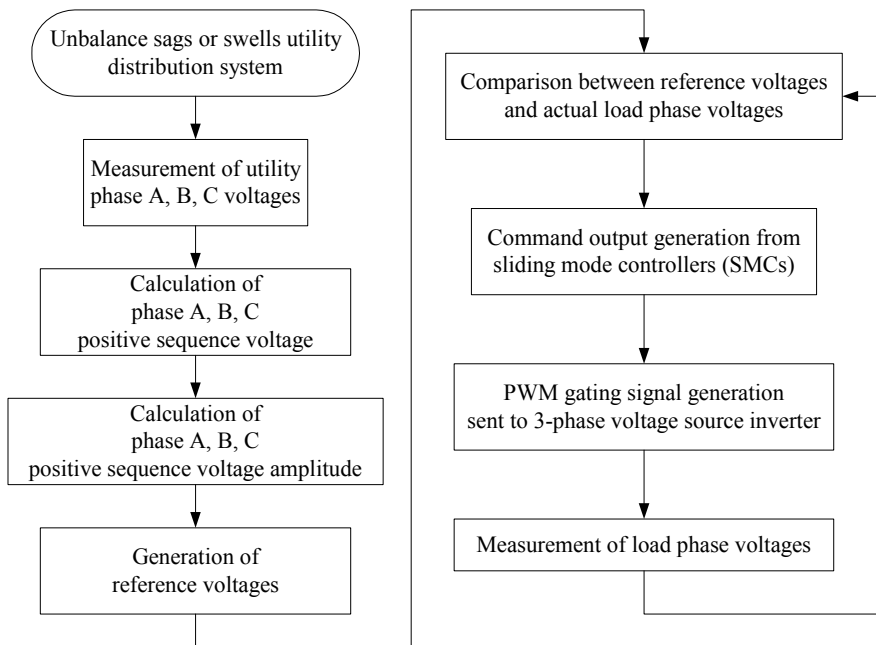 Unbalance sags or swells utility
distribution system
Measurement of utility
phase A, B, C voltages
Calculation of
phase A, B, C
positive sequence voltage
Calculation of
phase A, B, C
positive sequence voltage amplitude
Generation of
reference voltages
Comparison between reference voltages
and actual load phase voltages
Command output generation from
sliding mode controllers (SMCs)
PWM gating signal generation
sent to 3-phase voltage source inverter
Measurement of load phase voltages